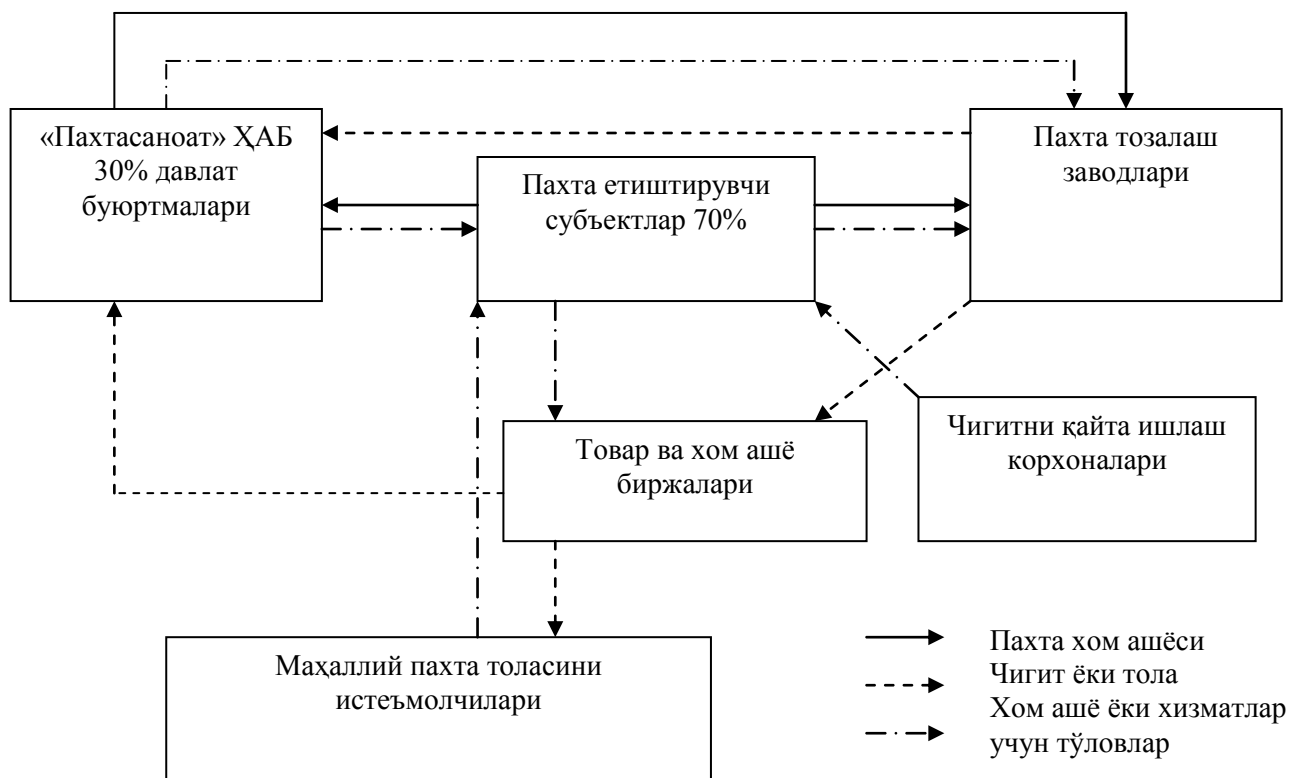 «Пахтасаноат» ҲАБ
30% давлат
буюртмалари
Пахта етиштирувчи
субъектлар 70%
Пахта тозалаш
заводлари
Товар ва хом ашё
биржалари
Чигитни қайта ишлаш
корхоналари
Маҳаллий пахта толасини
истеъмолчилари
Пахта хом ашёси
Чигит ёки тола
Хом ашё ёки хизматлар
учун тўловлар